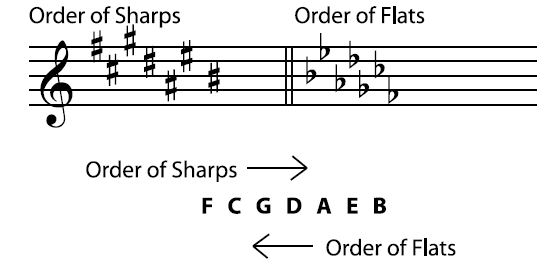 Order of Sharps Order of Flats
Order of Sharps
F C G D A E B
Order of Flats